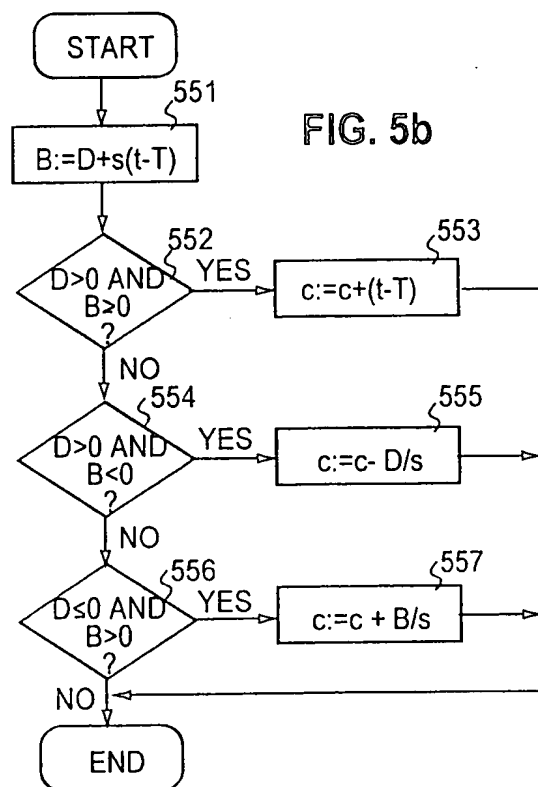 START
551
FIG. 5b
B:=D+s(t-T)
552
D>0 AND
B≥0
?
YES
553
c:=c+(t-T)
NO
554
D>0 AND
B<0
?
YES
555
c:=c- D/s
NO
556
D≤0 AND
B>0
?
YES
557
c:=c + B/s
NO
END